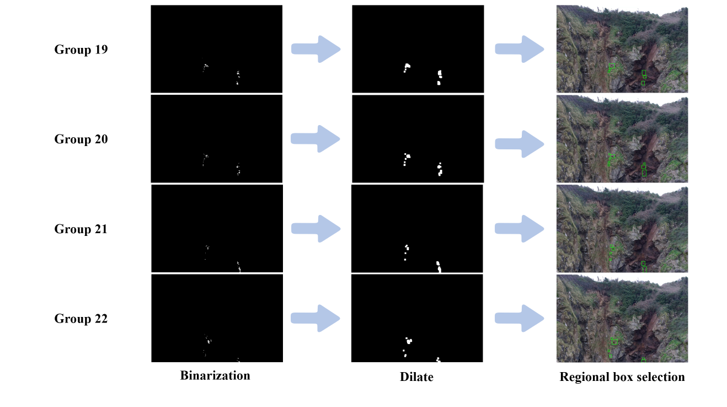 Group 19
Group 20
Group 21
Group 22
Binarization
Dilate
Regional box selection